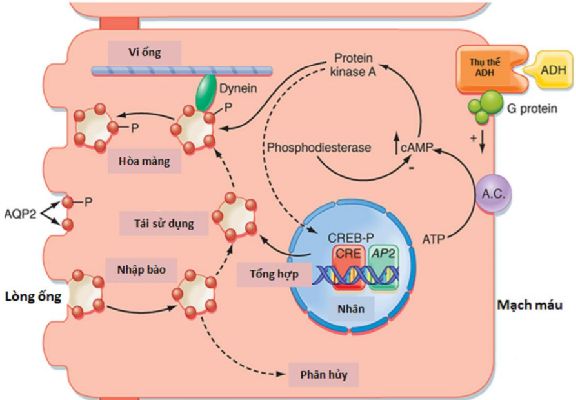 Vi ống
Dynein
P
P
Hòa màng
Protein
kinase A
Thụ thể
ADH
ADH
G protein
+
Phosphodiesterase
cAMP
-
A.C.
ATP
AQP2
P
Tái sử dụng
Nhập bào
Lòng ống
Tổng hợp
CREB-P
CRE
AP2
Nhân
Mạch máu
Phân hủy